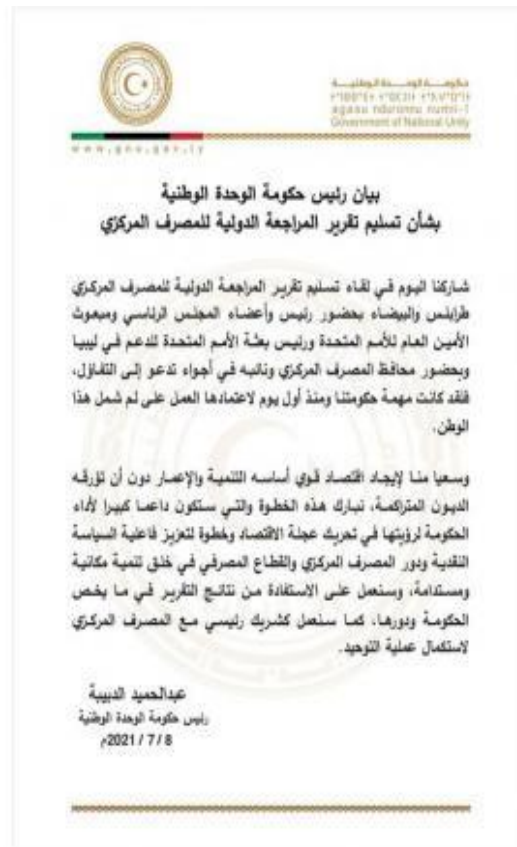 حكومة الوحدة الوطنية
Government of National Unity
www.gnu.gov.ly
بيان رئيس حكومة الوحدة الوطنية
بشأن تسليم تقرير المراجعة الدولية للمصرف المركزي
شاركنا اليوم في لقاء تسليم تقرير المراجعة الدولية للمصرف المركزي
طرابلس والبيضاء بحضور رئيس وأعضاء المجلس الرئاسي ومبعوث
الأمين العام للأمم المتحدة ورئيس بعثة الأمم المتحدة للدعم في ليبيا
وبحضور محافظ المصرف المركزي ونائبه في أجواء تدعو إلى التفاؤل،
فلقد كانت مهمة حكومتنا ومنذ أول يوم لاعتمادها العمل على لم شمل هذا
الوطن.
وسعيا منا لإيجاد اقتصاد قوي أساسه التنمية والإعمار دون أن تؤرقه
الديون المتراكمة، نبارك هذه الخطوة والتي ستكون داعما كبيرا لأداء
الحكومة لرؤيتها في تحريك عجلة الاقتصاد وخطوة لتعزيز فاعلية السياسة
النقدية ودور المصرف المركزي والقطاع المصرفي في خلق تنمية مكانية
ومستدامة، وسنعمل على الاستفادة من نتائج التقرير في ما يخص
الحكومة ودورها، كما سنعمل كشريك رئيسي مع المصرف المركزي
لاستكمال عملية التوحيد.
عبدالحميد الدبيبة
رئيس حكومة الوحدة الوطنية
2021 / 7 / 8م